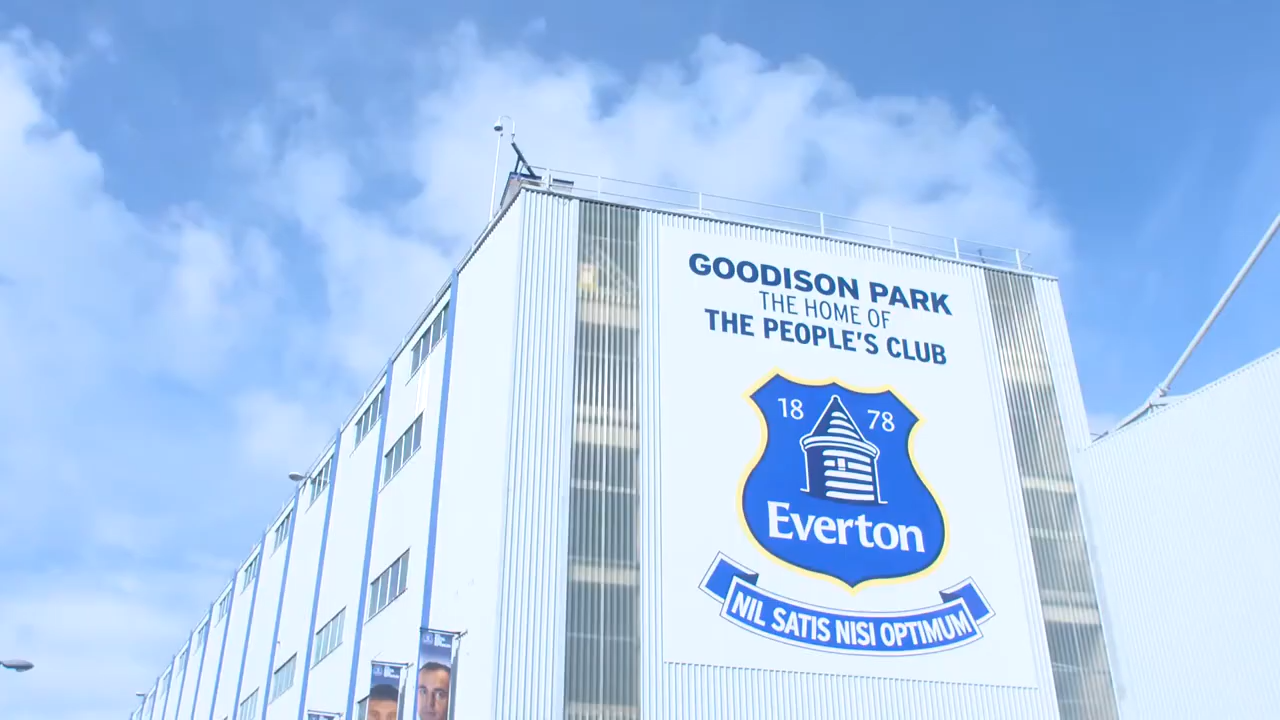 GOODISON PARK
THE HOME OF
THE PEOPLE'S CLUB
18 78
Everton
NIL SATIS NISI OPTIMUM